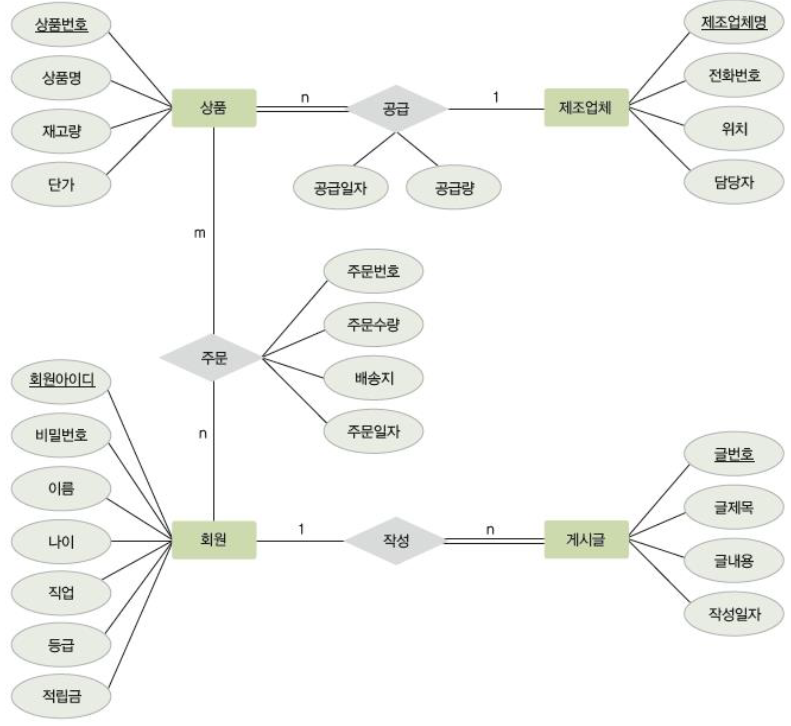 상품번호
상품명
재고량
단가
상품
n
공급
1
제조업체
제조업체명
전화번호
위치
담당자
공급일자
공급량
m
주문
주문번호
주문수량
배송지
주문일자
n
회원아이디
비밀번호
이름
나이
직업
등급
적립금
회원
1
작성
n
게시글
글번호
글제목
글내용
작성일자